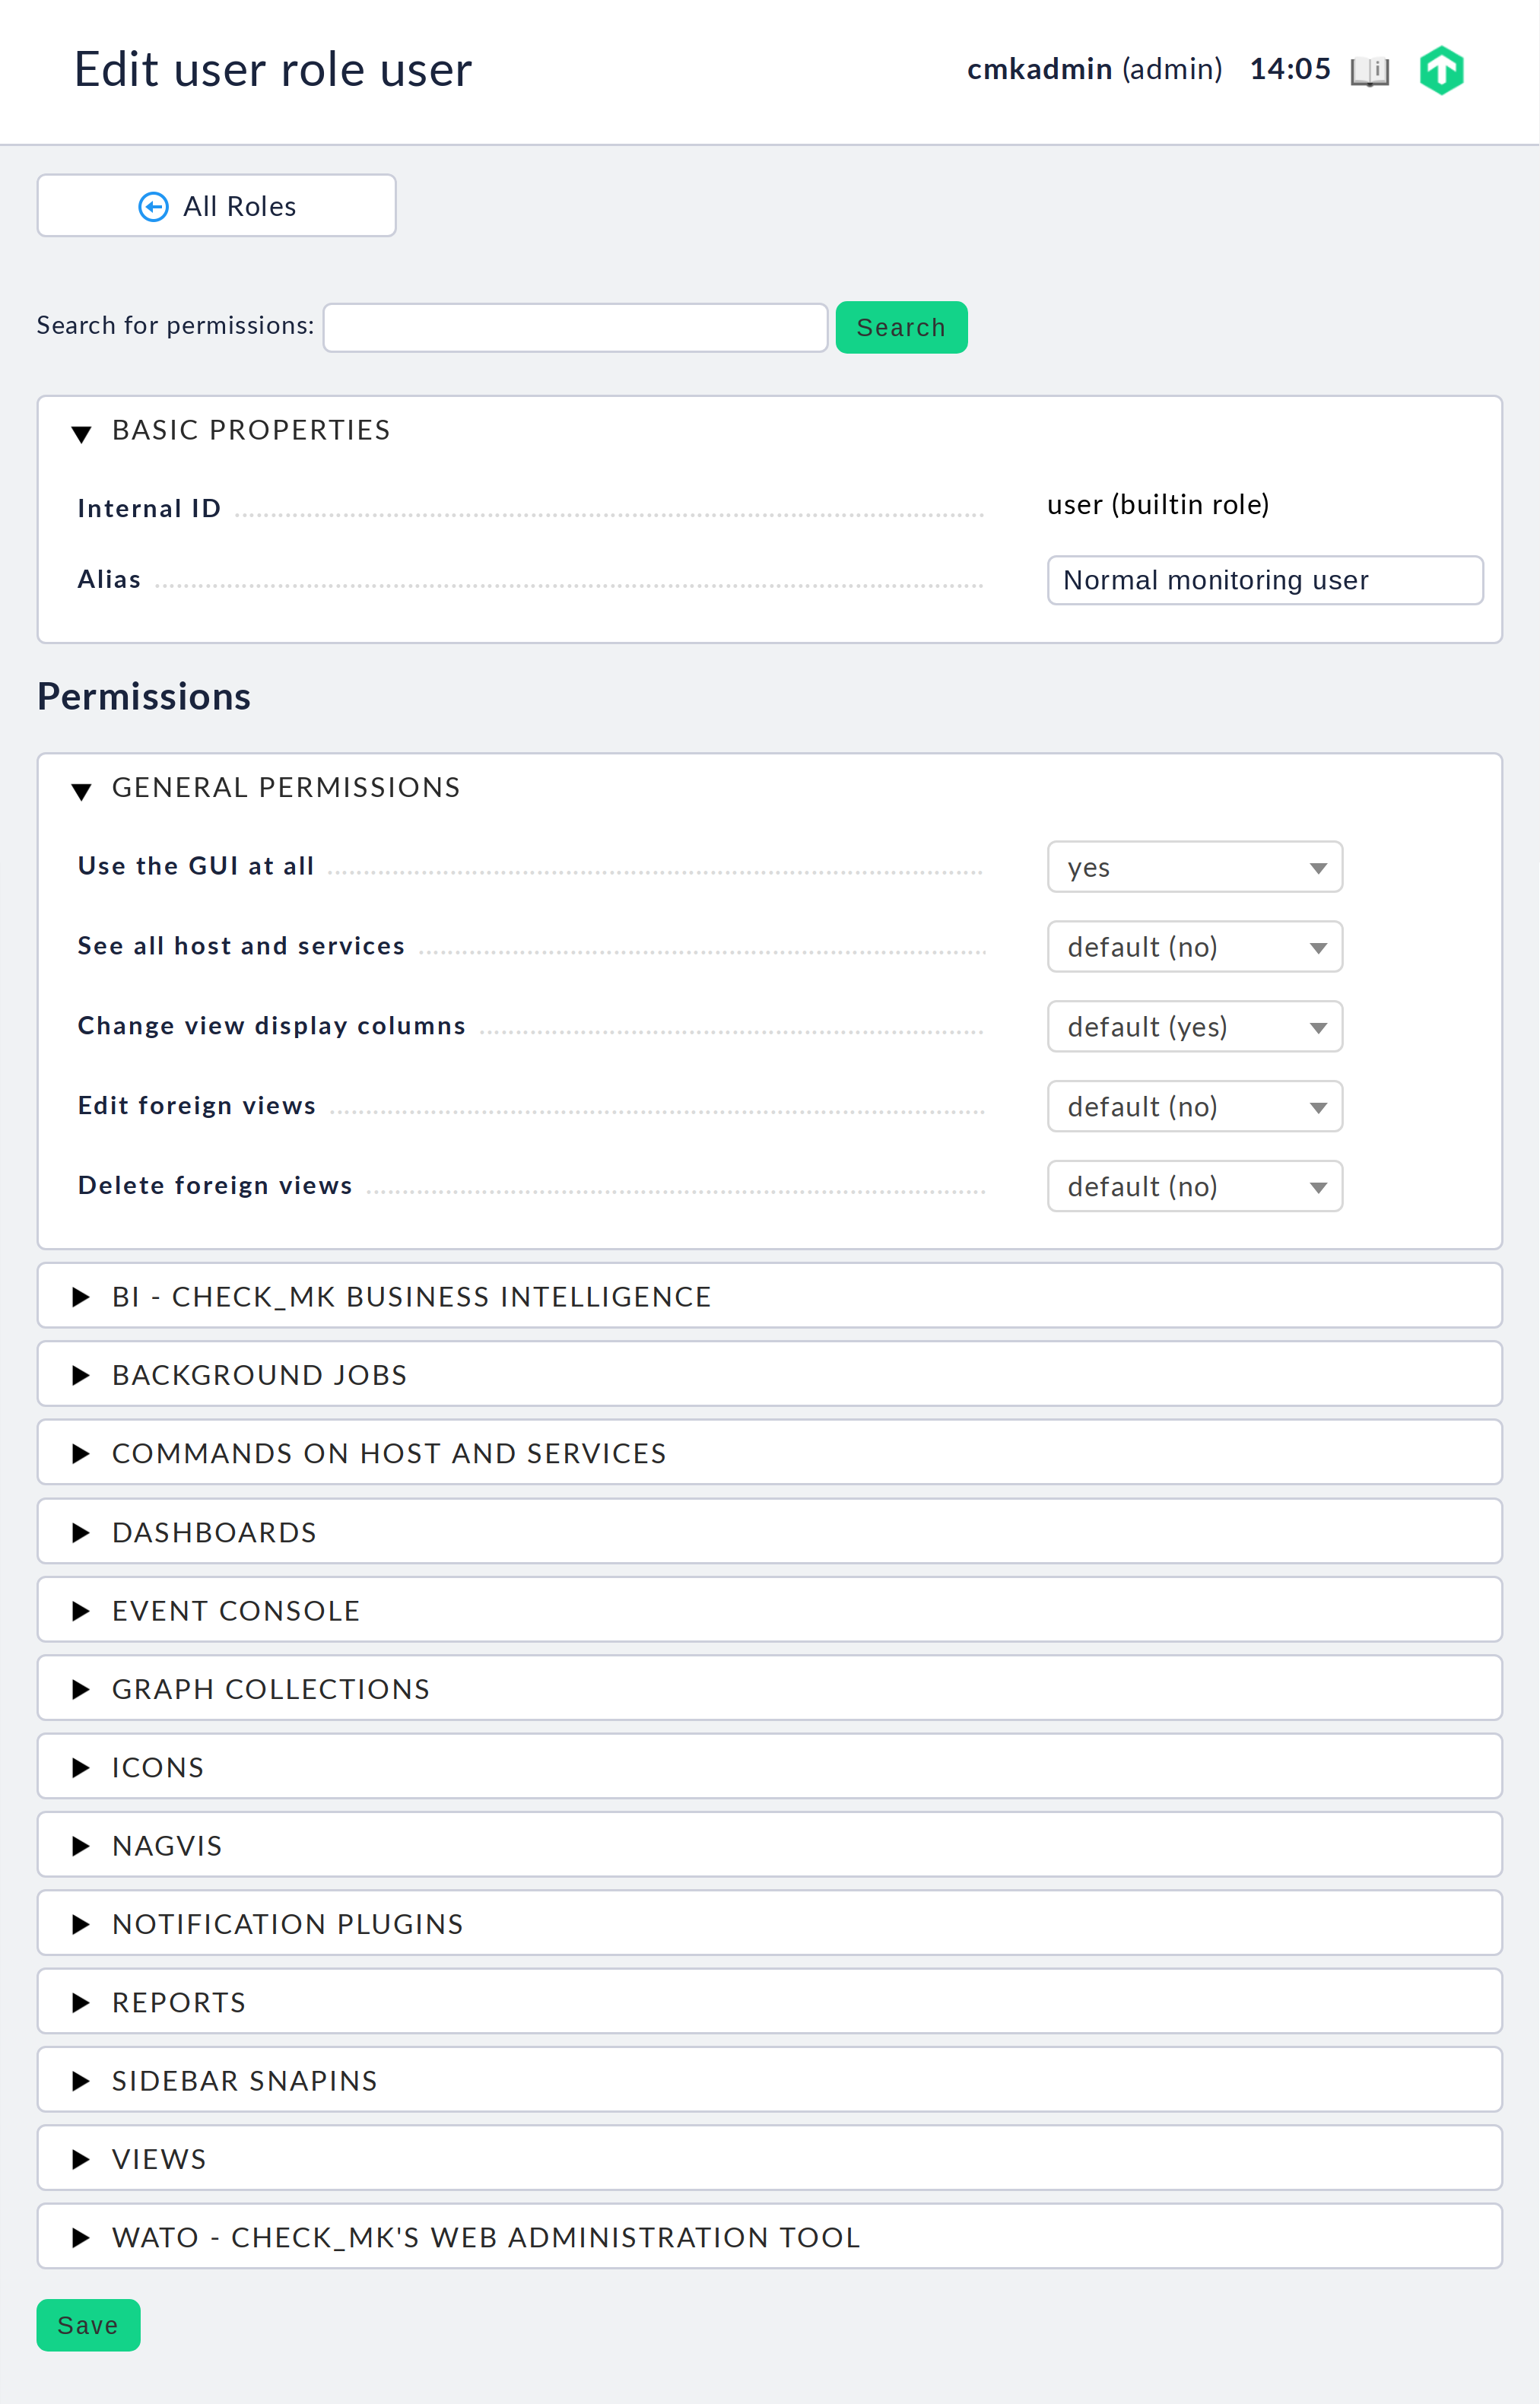 Edit user role user
cmkadmin (admin) 14:05
All Roles
Search for permissions:
Search
BASIC PROPERTIES
Internal ID
user (builtin role)
Alias
Normal monitoring user
Permissions
GENERAL PERMISSIONS
Use the GUI at all
yes
See all host and services
default (no)
Change view display columns
default (yes)
Edit foreign views
default (no)
Delete foreign views
default (no)
BI - CHECK_MK BUSINESS INTELLIGENCE
BACKGROUND JOBS
COMMANDS ON HOST AND SERVICES
DASHBOARDS
EVENT CONSOLE
GRAPH COLLECTIONS
ICONS
NAGVIS
NOTIFICATION PLUGINS
REPORTS
SIDEBAR SNAPINS
VIEWS
WATO - CHECK_MK'S WEB ADMINISTRATION TOOL
Save